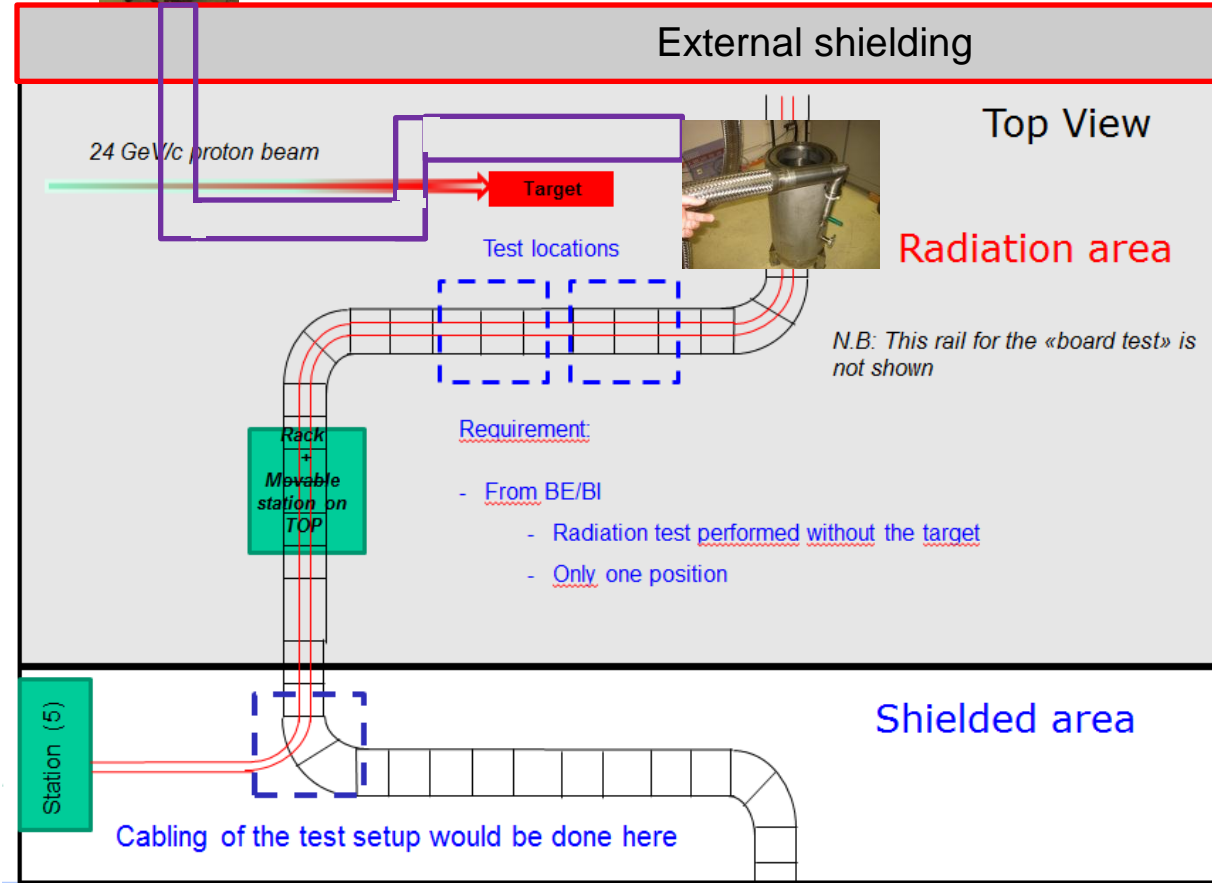 External shielding
Top View
24 GeV/c proton beam
Target
Radiation area
Test locations
N.B: This rail for the «board test» is
not shown
Rack
+
Movable
station on
TOP
Requirement:
- From BE/BI
- Radiation test performed without the target
- Only one position
Station (5)
Shielded area
Cabling of the test setup would be done here